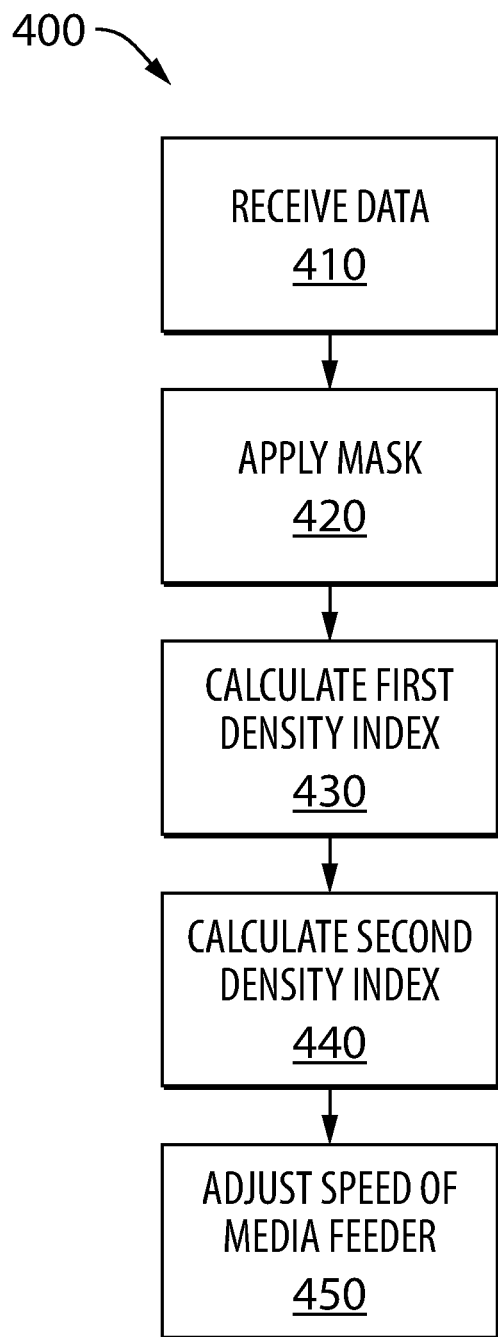 400
RECEIVE DATA
410
APPLY MASK
420
CALCULATE FIRST
DENSITY INDEX
430
CALCULATE SECOND
DENSITY INDEX
440
ADJUST SPEED OF
MEDIA FEEDER
450